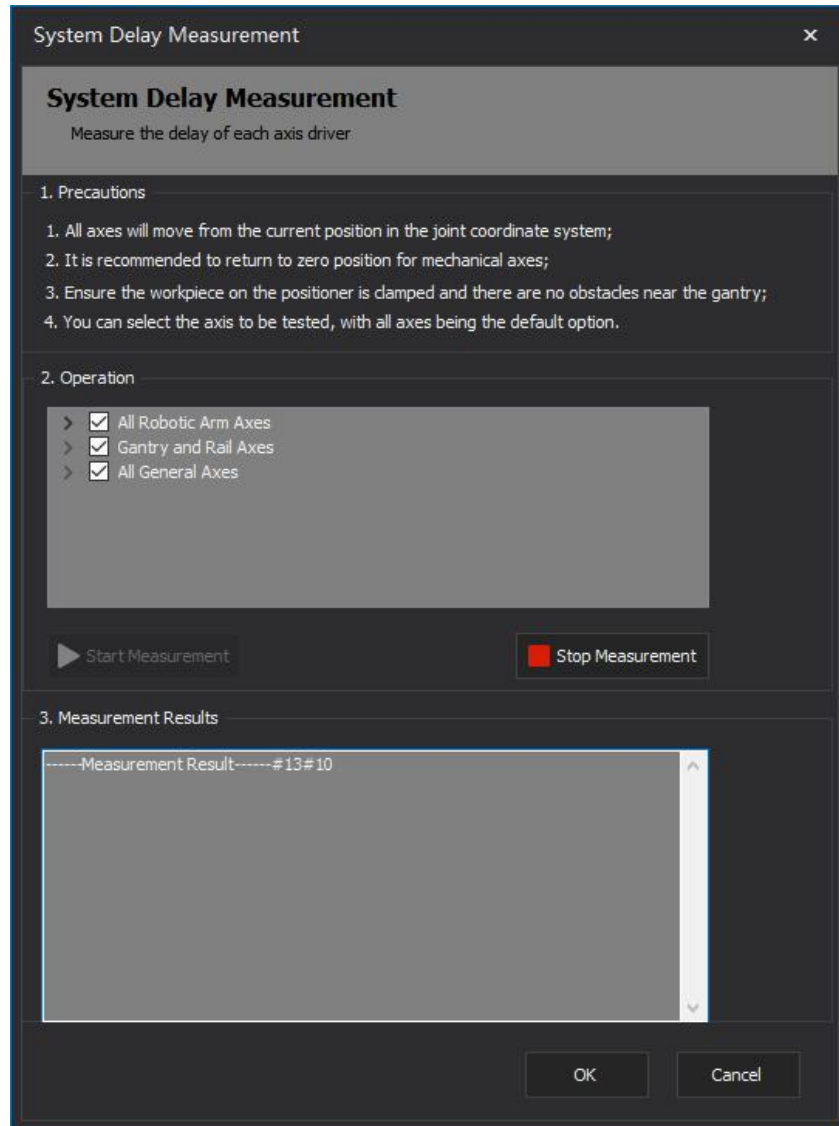 System Delay Measurement
System Delay Measurement
Measure the delay of each axis driver
1. Precautions
1. All axes will move from the current position in the joint coordinate system;
2. It is recommended to return to zero position for mechanical axes;
3. Ensure the workpiece on the positioner is clamped and there are no obstacles near the gantry;
4. You can select the axis to be tested, with all axes being the default option.
2. Operation
All Robotic Arm Axes
Gantry and Rail Axes
All General Axes
Start Measurement
Stop Measurement
3. Measurement Results
------Measurement Result------#13#10
OK
Cancel